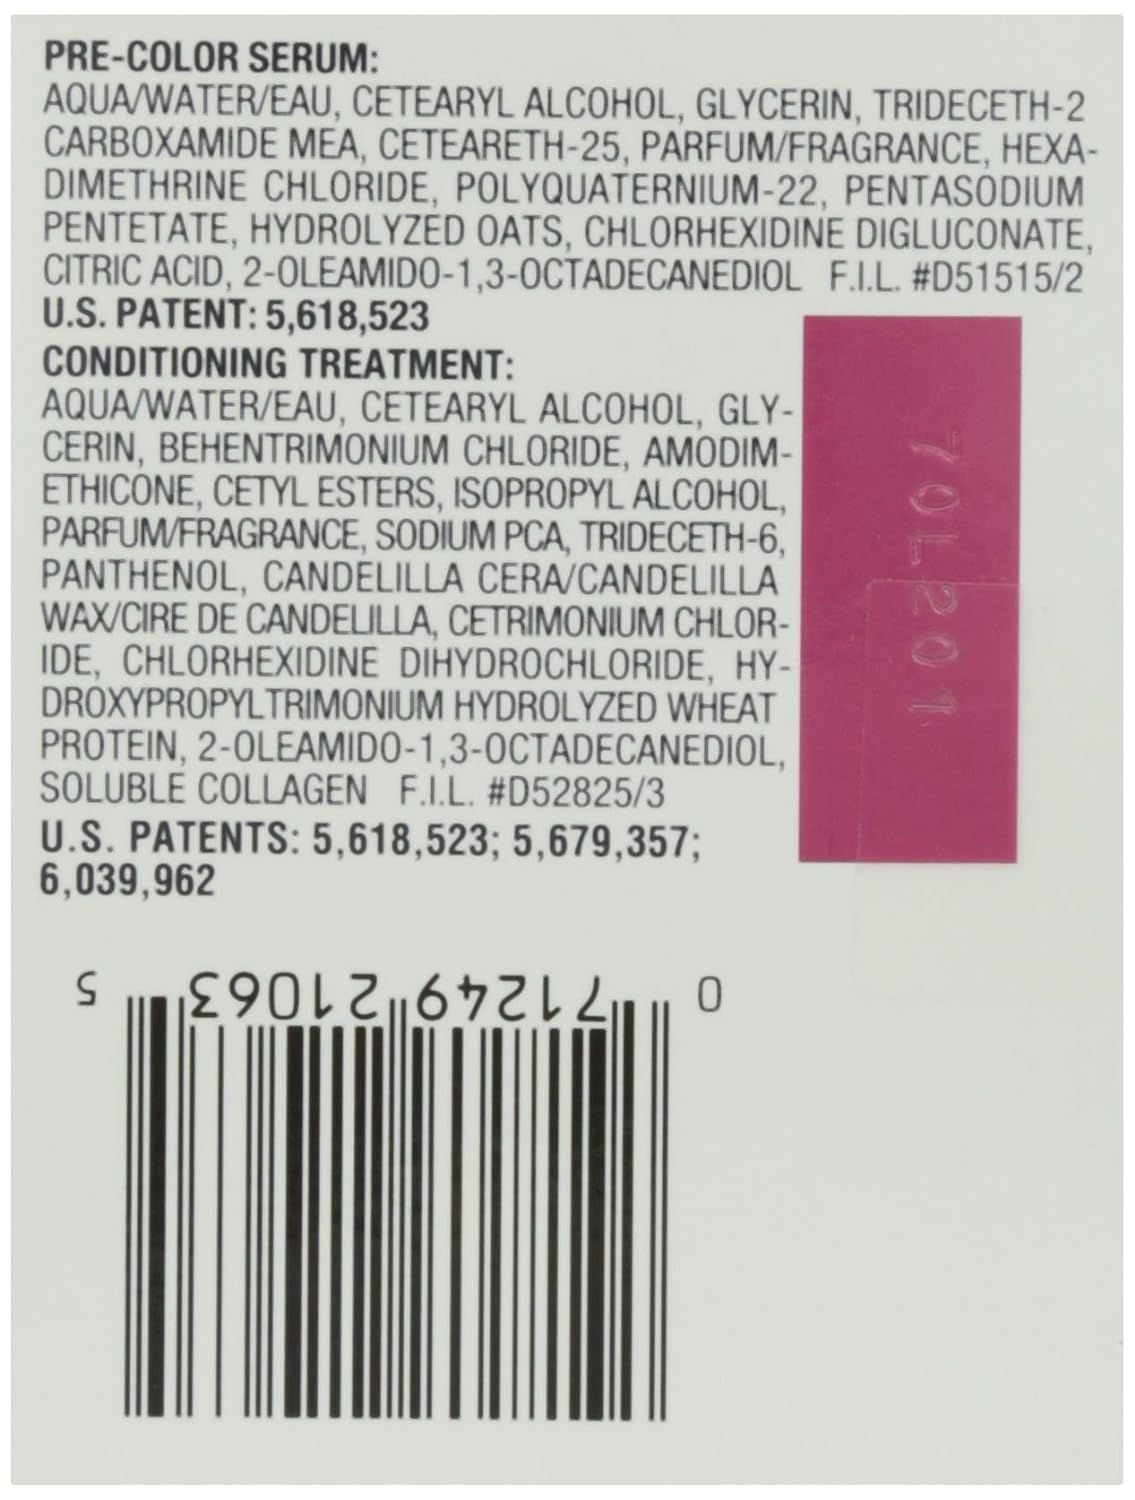 PRE-COLOR SERUM:
AQUA/WATER/EAU, CETEARYL ALCOHOL, GLYCERIN, TRIDECETH-2
CARBOXAMIDE MEA, CETEARETH-25, PARFUM/FRAGRANCE, HEXA-
DIMETHRINE CHLORIDE, POLYQUATERNIUM-22, PENTASODIUM
PENTETATE, HYDROLYZED OATS, CHLORHEXIDINE DIGLUCONATE,
CITRIC ACID, 2-OLEAMIDO-1,3-OCTADECANEDIOL F.I.L. #D51515/2
U.S. PATENT: 5,618,523
CONDITIONING TREATMENT:
AQUA/WATER/EAU, CETEARYL ALCOHOL, GLY-
CERIN, BEHENTRIMONIUM CHLORIDE, AMODIM-
ETHICONE, CETYL ESTERS, ISOPROPYL ALCOHOL,
PARFUM/FRAGRANCE, SODIUM PCA, TRIDECETH-6,
PANTHENOL, CANDELILLA CERA/CANDELILLA
WAX/CIRE DE CANDELILLA, CETRIMONIUM CHLOR-
IDE, CHLORHEXIDINE DIHYDROCHLORIDE, HY-
DROXYPROPYLTRIMONIUM HYDROLYZED WHEAT
PROTEIN, 2-OLEAMIDO-1,3-OCTADECANEDIOL,
SOLUBLE COLLAGEN F.I.L. #D52825/3
U.S. PATENTS: 5,618,523; 5,679,357;
6,039,962
70L201
0 71249 21063 5